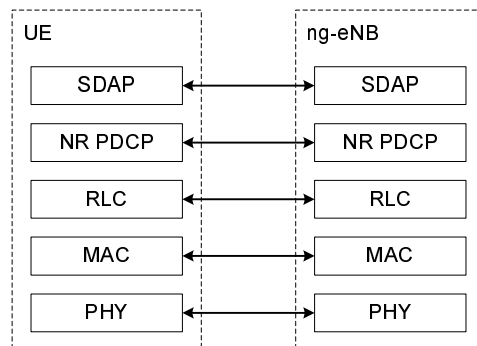 UE
ng-eNB
SDAP
SDAP
NR PDCP
NR PDCP
RLC
RLC
MAC
MAC
PHY
PHY